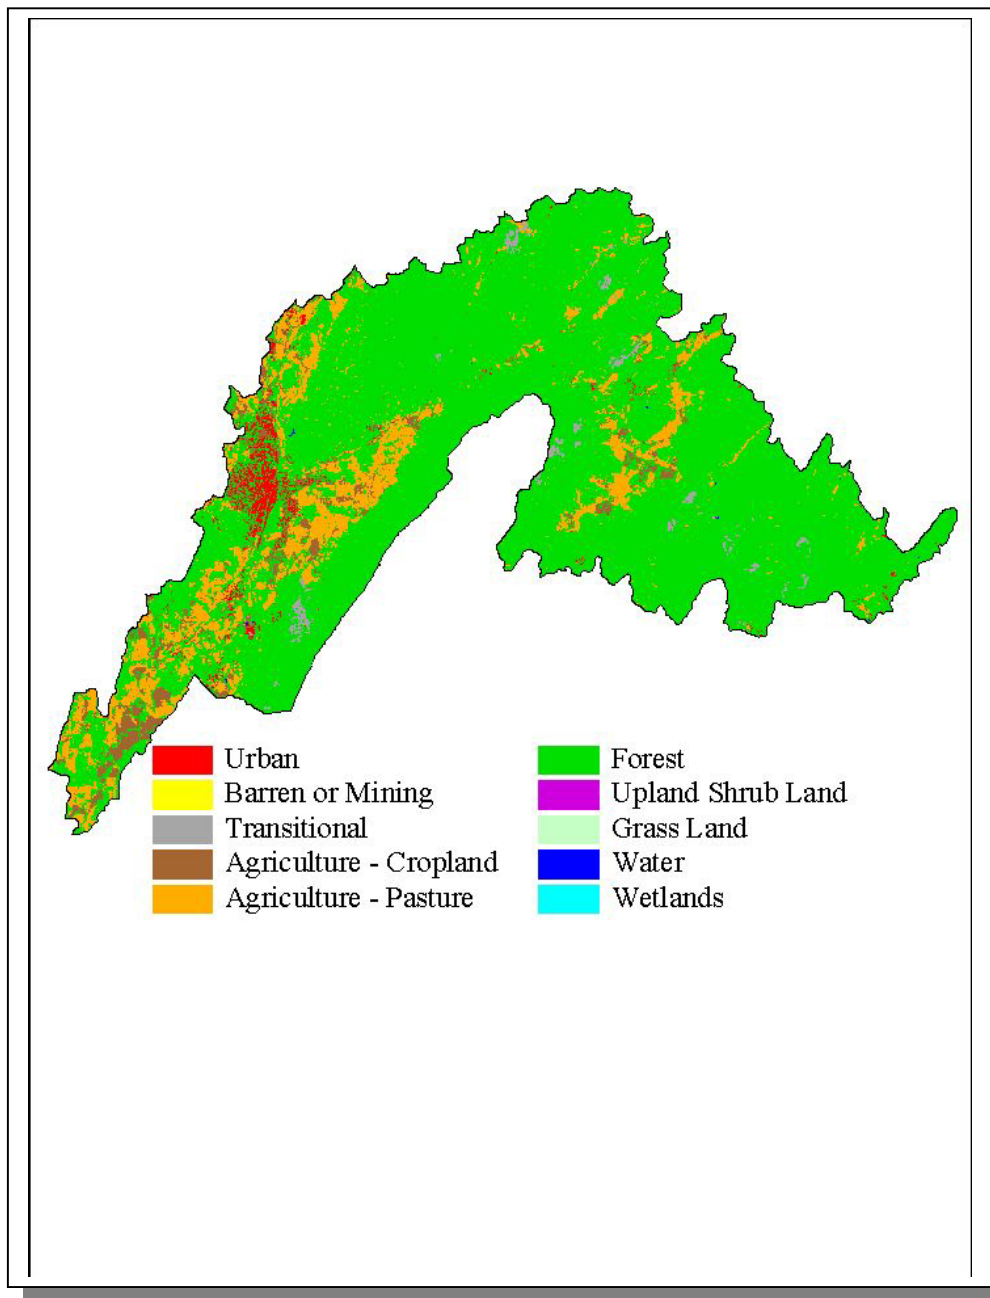 Urban
Barren or Mining
Transitional
Agriculture - Cropland
Agriculture - Pasture
Forest
Upland Shrub Land
Grass Land
Water
Wetlands